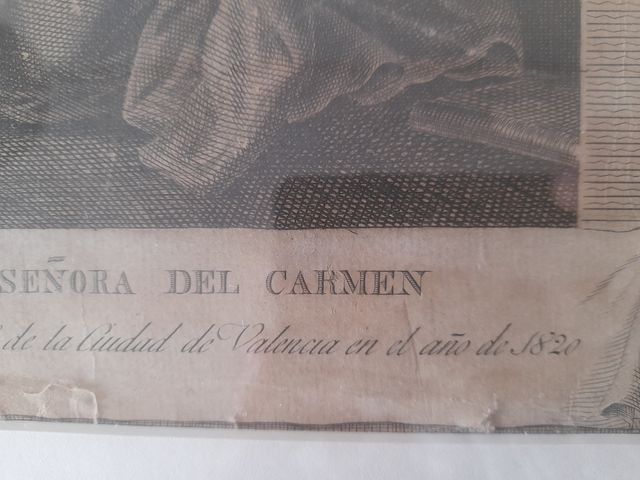 SEÑORA DEL CARMEN
de la Ciudad de Valencia en el año de 1820